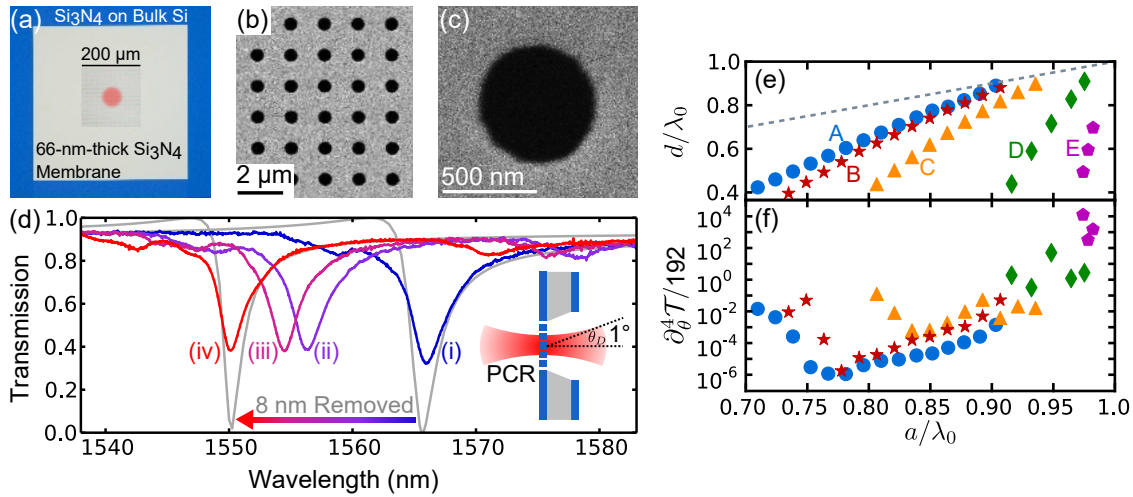 (a)
Si3N4 on Bulk Si
200 µm
66-nm-thick Si3N4
Membrane
(b)
2 µm
(c)
500 nm
(d)
1.0
0.8
0.6
0.4
0.2
0.0
Transmission
(iv)
(iii)
(ii)
(i)
8 nm Removed
PCR
θD
1°
1540
1550
1560
1570
1580
Wavelength (nm)
(e)
1.0
0.8
0.6
0.4
d/λ0
A
B
C
D
E
(f)
10^4
10^2
10^0
10^-2
10^-4
10^-6
∂θ^4 𝒯/192
0.70
0.75
0.80
0.85
0.90
0.95
1.0
a/λ0